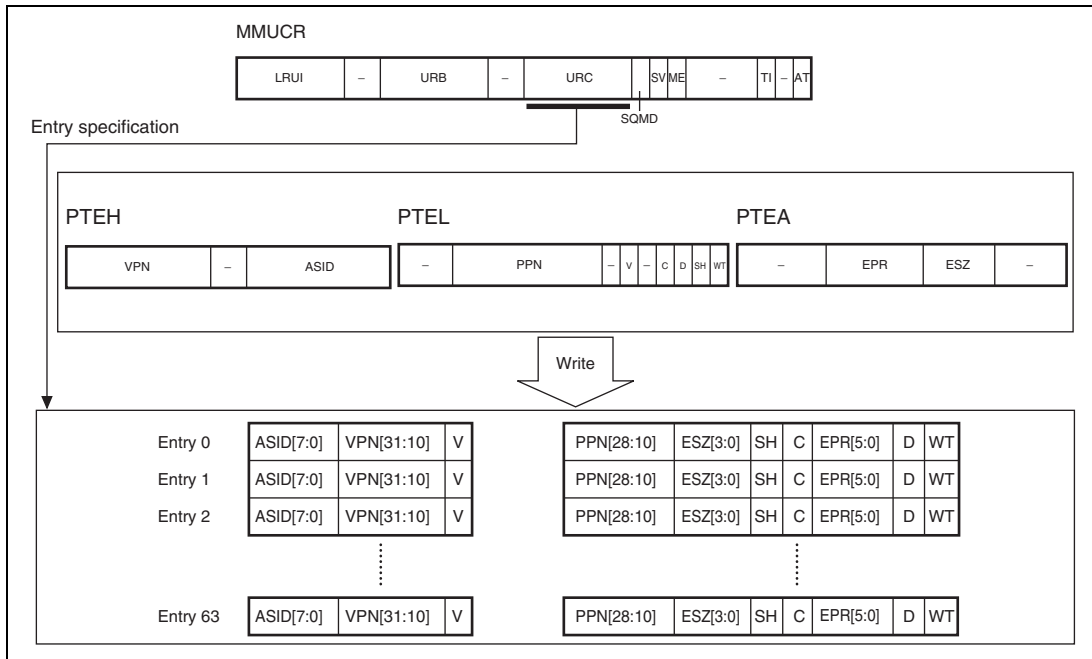 MMUCR
LRUI – URB – URC SV ME – TI – AT
SQMD
Entry specification
PTEH PTEL PTEA
VPN – ASID – PPN – V – C D SH WT – EPR ESZ –
Write
Entry 0 ASID[7:0] VPN[31:10] V PPN[28:10] ESZ[3:0] SH C EPR[5:0] D WT
Entry 1 ASID[7:0] VPN[31:10] V PPN[28:10] ESZ[3:0] SH C EPR[5:0] D WT
Entry 2 ASID[7:0] VPN[31:10] V PPN[28:10] ESZ[3:0] SH C EPR[5:0] D WT
Entry 63 ASID[7:0] VPN[31:10] V PPN[28:10] ESZ[3:0] SH C EPR[5:0] D WT